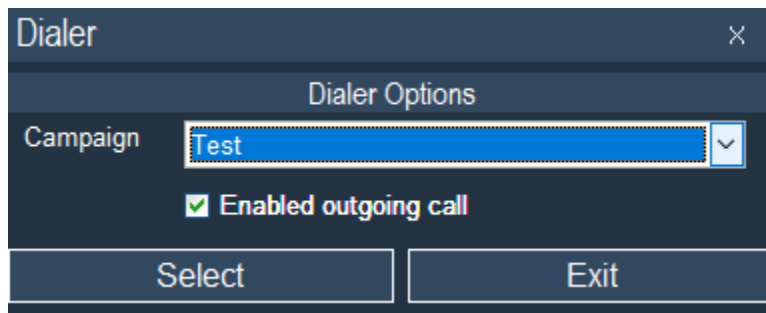 Dialer
Dialer Options
Campaign Test
Enabled outgoing call
Select Exit